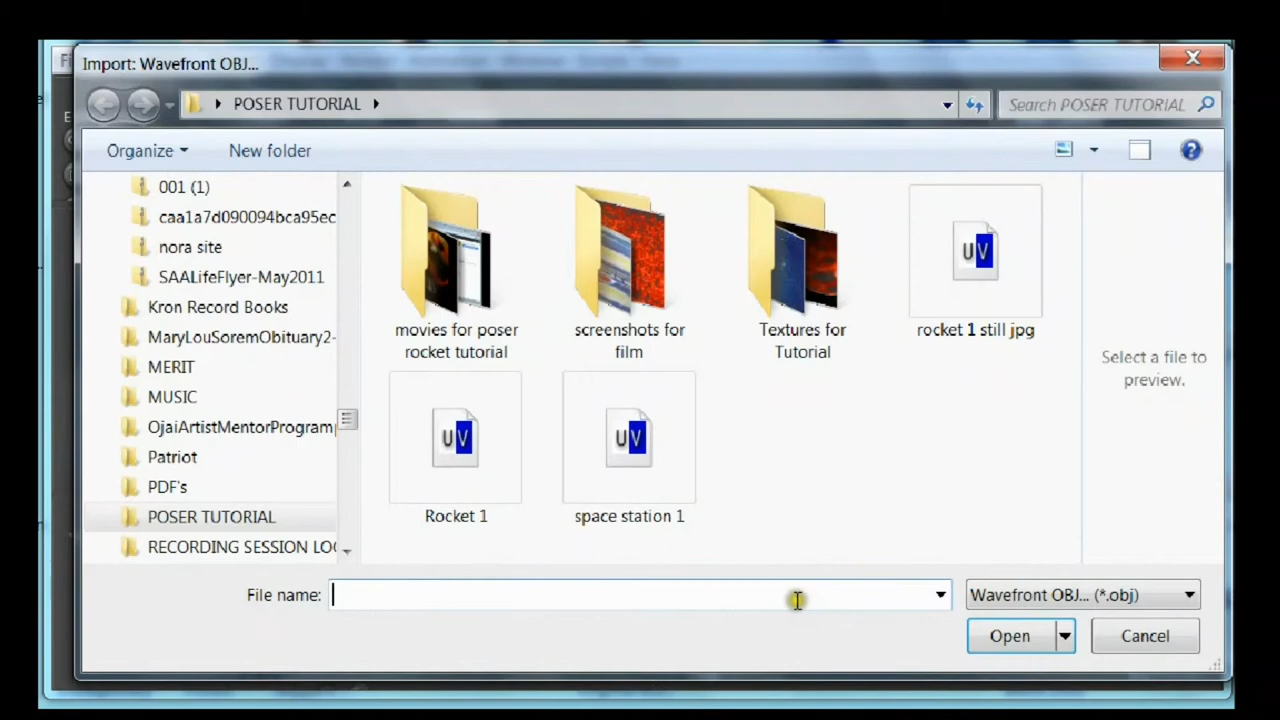 Import: Wavefront OBJ...
POSER TUTORIAL
Search POSER TUTORIAL
Organize
New folder
001 (1)
caa1a7d090094bca95ec
nora site
SAALifeFlyer-May2011
Kron Record Books
MaryLouSoremObituary2-
MERIT
MUSIC
OjaiArtistMentorProgram
Patriot
PDF's
POSER TUTORIAL
RECORDING SESSION LO
movies for poser
rocket tutorial
screenshots for
film
Textures for
Tutorial
UV
rocket 1 still jpg
UV
Rocket 1
UV
space station 1
Select a file to
preview.
File name:
Wavefront OBJ... (*.obj)
Open
Cancel